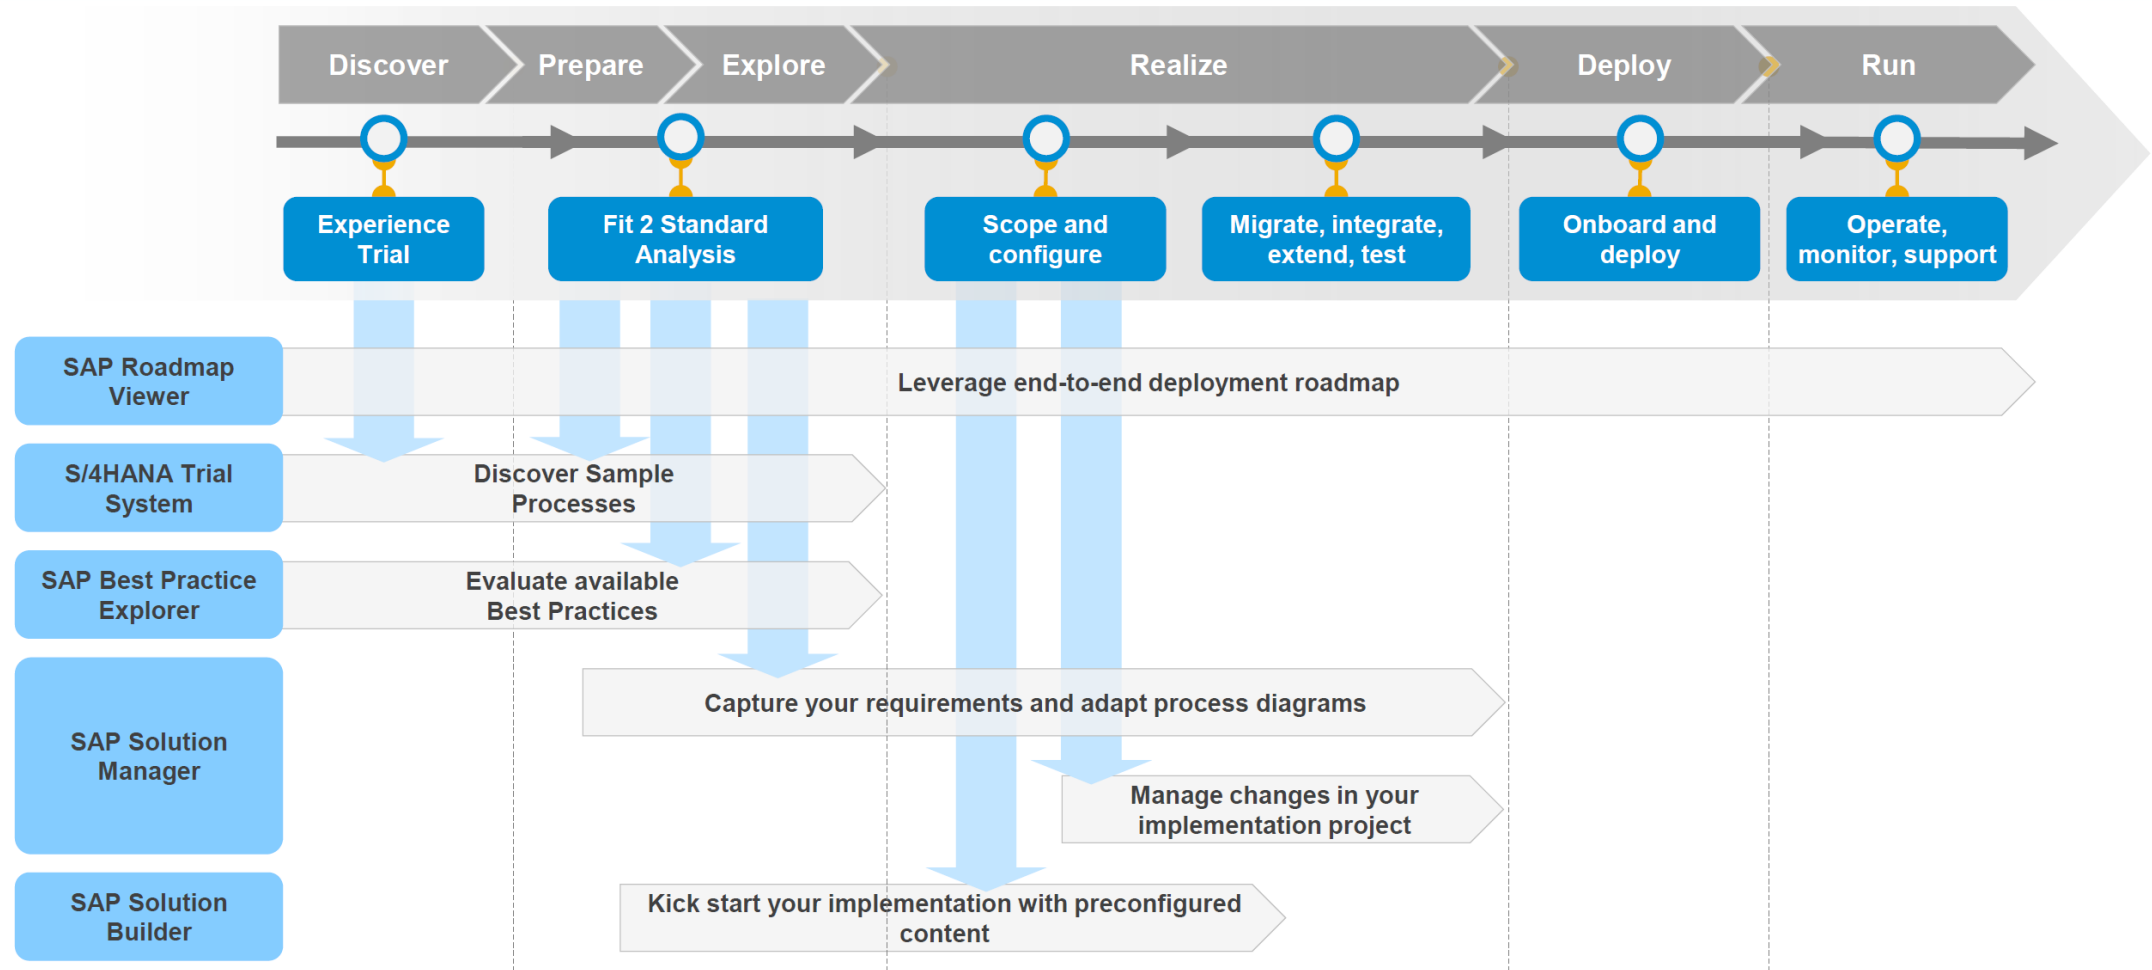 Discover
Prepare
Explore
Realize
Deploy
Run
Experience
Trial
Fit 2 Standard
Analysis
Scope and
configure
Migrate, integrate,
extend, test
Onboard and
deploy
Operate,
monitor, support
SAP Roadmap
Viewer
Leverage end-to-end deployment roadmap
S/4HANA Trial
System
Discover Sample
Processes
SAP Best Practice
Explorer
Evaluate available
Best Practices
SAP Solution
Manager
Capture your requirements and adapt process diagrams
Manage changes in your
implementation project
SAP Solution
Builder
Kick start your implementation with preconfigured
content